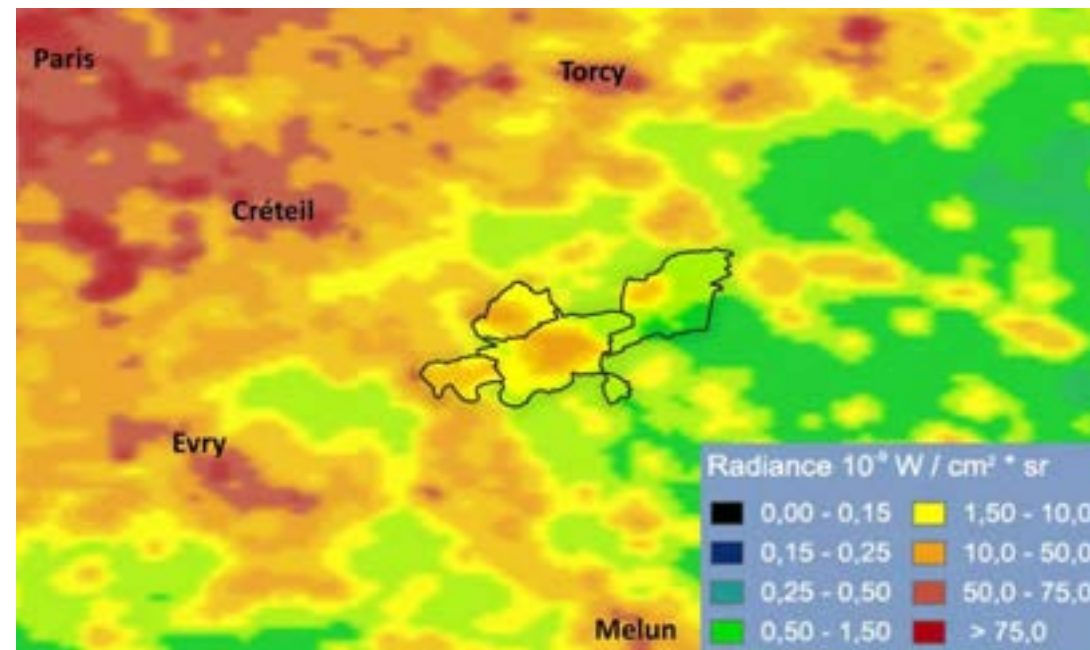 Paris
Torcy
Créteil
Evry
Melun
Radiance 10⁻⁹ W / cm² * sr
0,00 - 0,15
1,50 - 10,0
0,15 - 0,25
10,0 - 50,0
0,25 - 0,50
50,0 - 75,0
0,50 - 1,50
> 75,0